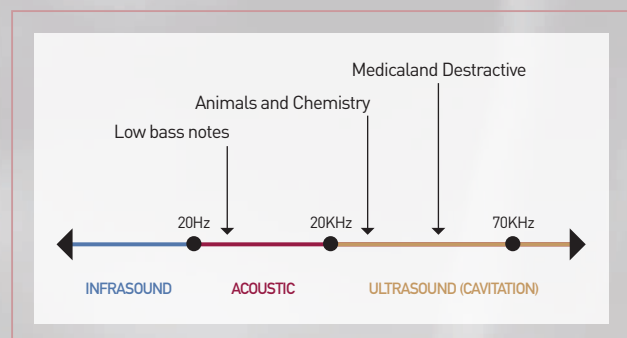 Medicaland Destractive
Animals and Chemistry
Low bass notes
20Hz 20KHz 70KHz
INFRASOUND ACOUSTIC ULTRASOUND (CAVITATION)